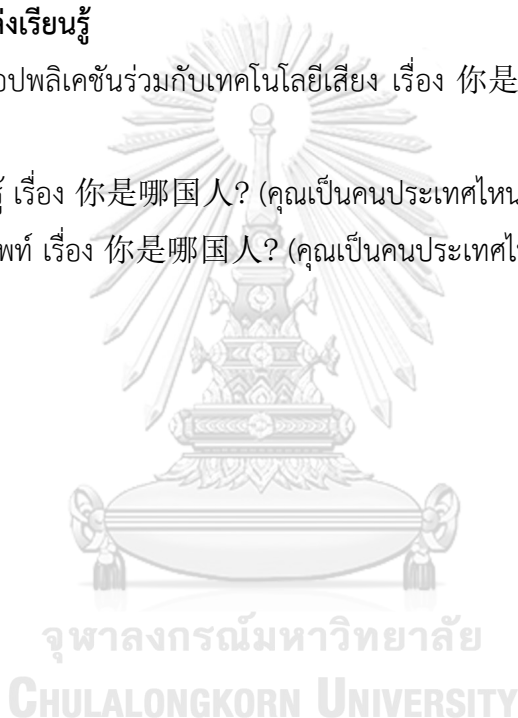 งเรียนรู้
อปพลิเคชันร่วมกับเทคโนโลยีเสียง เรื่อง 你是
รู้ เรื่อง 你是哪国人? (คุณเป็นคนประเทศไหน
พท์ เรื่อง 你是哪国人? (คุณเป็นคนประเทศไ
จุฬาลงกรณ์มหาวิทยาลัย
CHULALONGKORN UNIVERSITY